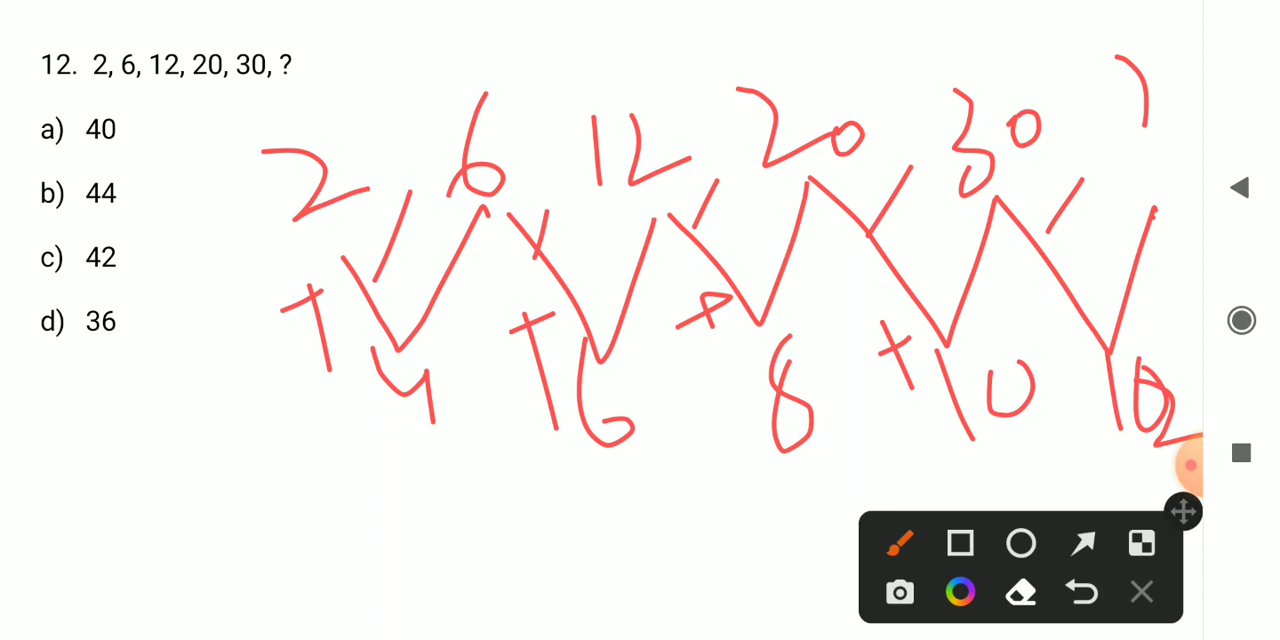 12. 2, 6, 12, 20, 30, ?
a) 40
b) 44
c) 42
d) 36
2, 6, 12, 20, 30,
+4 +6 +8 +10